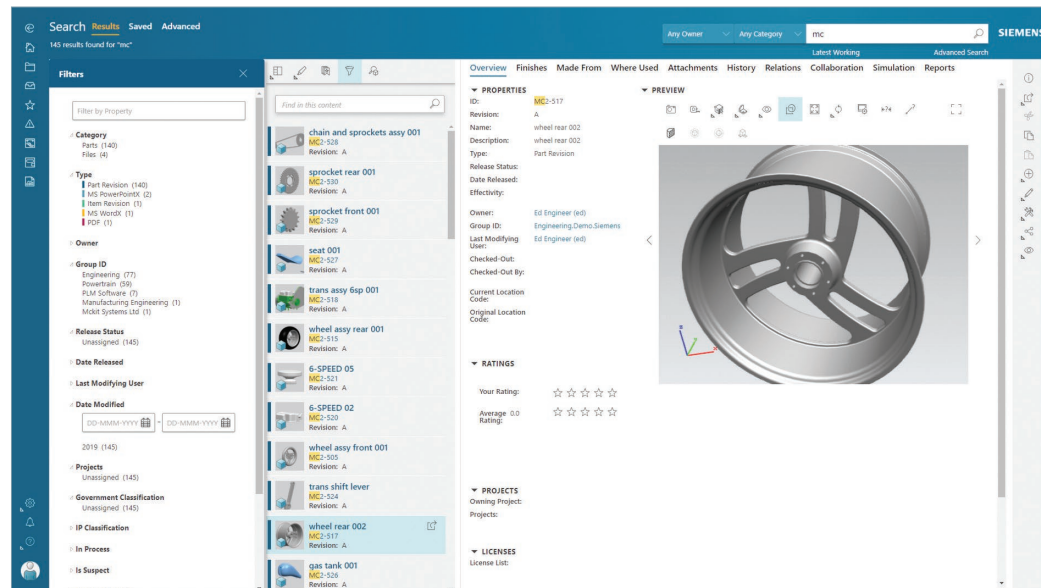 Search Results Saved Advanced
145 results found for "mc"
Any Owner Any Category mc SIEMENS
Latest Working Advanced Search
Filters
Filter by Property
Category
Parts (140)
Files (4)
Type
Part Revision (140)
MS PowerPointX (2)
Item Revision (1)
MS WordX (1)
PDF (1)
Owner
Group ID
Engineering (77)
Powertrain (59)
PLM Software (7)
Manufacturing Engineering (1)
Mckit Systems Ltd (1)
Release Status
Unassigned (145)
Date Released
Last Modifying User
Date Modified
DD-MMM-YYYY - DD-MMM-YYYY
2019 (145)
Projects
Unassigned (145)
Government Classification
Unassigned (145)
IP Classification
In Process
Is Suspect
Find in this content
chain and sprockets assy 001
MC2-528
Revision: A
sprocket rear 001
MC2-530
Revision: A
sprocket front 001
MC2-529
Revision: A
seat 001
MC2-527
Revision: A
trans assy 6sp 001
MC2-518
Revision: A
wheel assy rear 001
MC2-515
Revision: A
6-SPEED 05
MC2-521
Revision: A
6-SPEED 02
MC2-520
Revision: A
wheel assy front 001
MC2-505
Revision: A
trans shift lever
MC2-524
Revision: A
wheel rear 002
MC2-517
Revision: A
gas tank 001
MC2-526
Revision: A
Overview Finishes Made From Where Used Attachments History Relations Collaboration Simulation Reports
PROPERTIES
ID: MC2-517
Revision: A
Name: wheel rear 002
Description: wheel rear 002
Type: Part Revision
Release Status:
Date Released:
Effectivity:
Owner: Ed Engineer (ed)
Group ID: Engineering.Demo.Siemens
Last Modifying Ed Engineer (ed)
User:
Checked-Out:
Checked-Out By:
Current Location
Code:
Original Location
Code:
RATINGS
Your Rating:
Average 0.0
Rating:
PROJECTS
Owning Project:
Projects:
LICENSES
License List:
PREVIEW